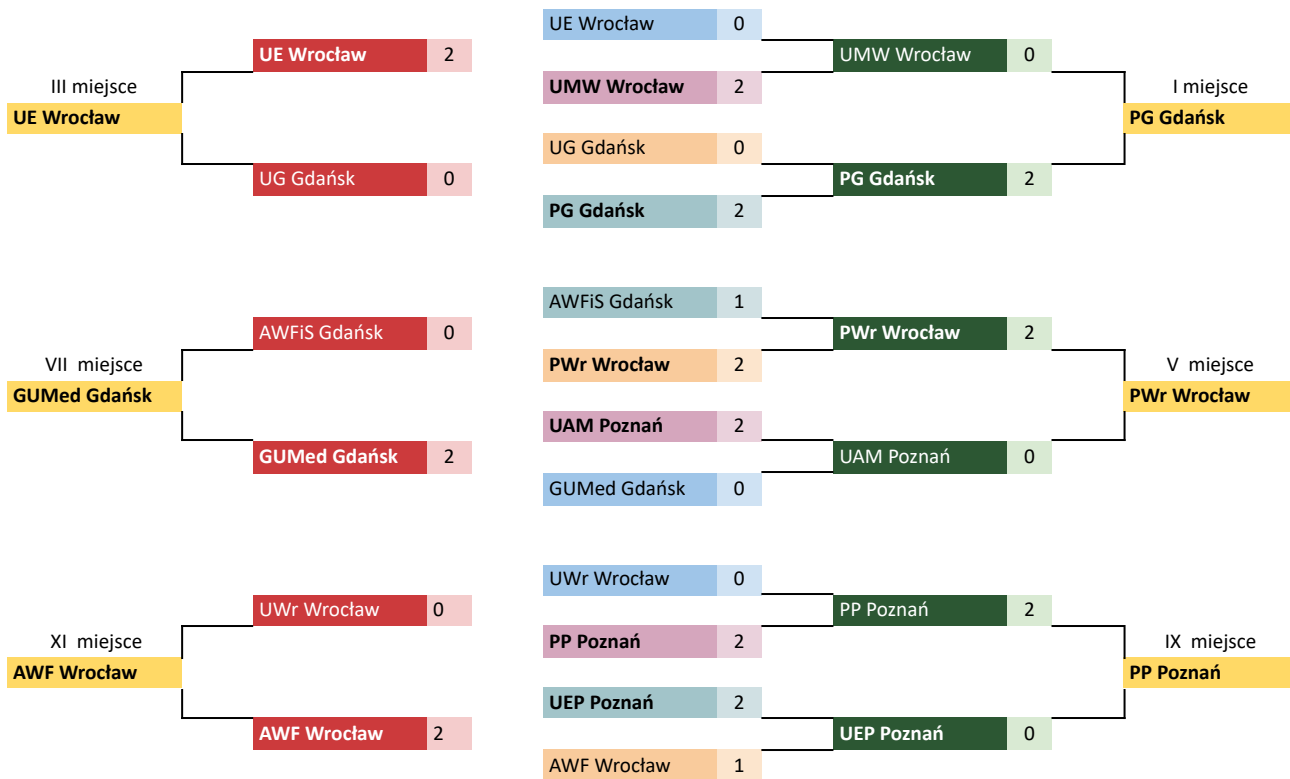 UE Wrocław 0
UE Wrocław 2
UMW Wrocław 0
III miejsce
UMW Wrocław 2
I miejsce
UE Wrocław
PG Gdańsk
UG Gdańsk 0
UG Gdańsk 0
PG Gdańsk 2
PG Gdańsk 2
AWFiS Gdańsk 1
AWFiS Gdańsk 0
PWr Wrocław 2
VII miejsce
PWr Wrocław 2
V miejsce
GUMed Gdańsk
PWr Wrocław
UAM Poznań 2
GUMed Gdańsk 2
UAM Poznań 0
GUMed Gdańsk 0
UWr Wrocław 0
UWr Wrocław 0
PP Poznań 2
XI miejsce
PP Poznań 2
IX miejsce
AWF Wrocław
PP Poznań
UEP Poznań 2
AWF Wrocław 2
UEP Poznań 0
AWF Wrocław 1